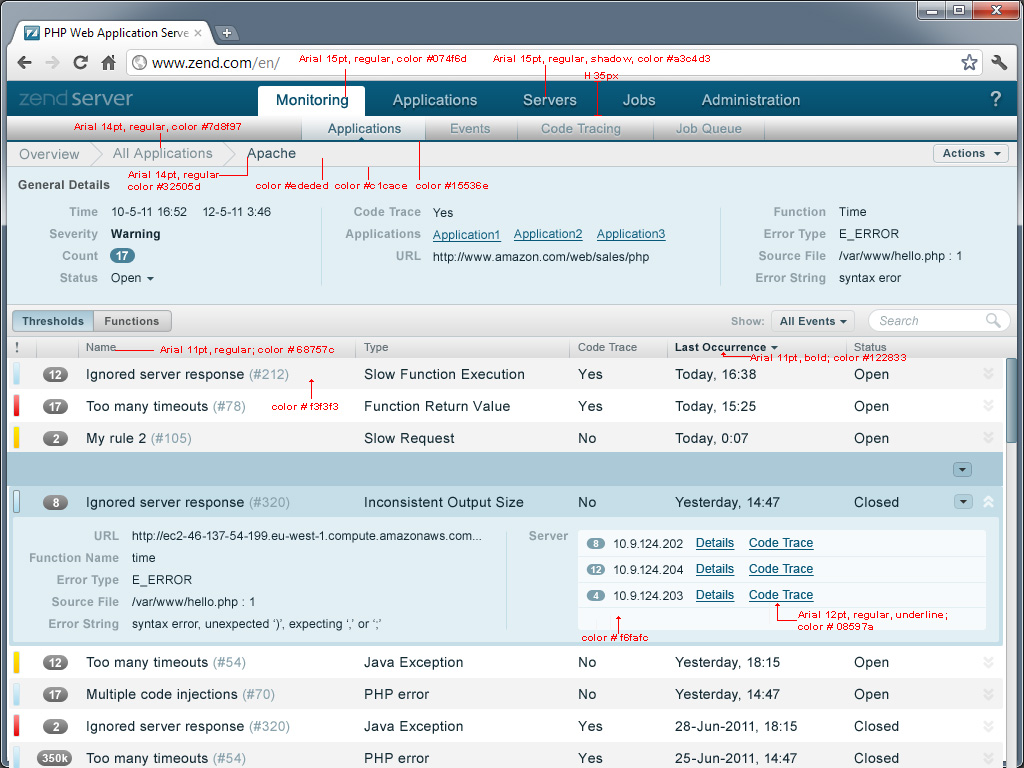 PHP Web Application Serve
www.zend.com/en/
Arial 15pt, regular, color #074f6d
Arial 15pt, regular, shadow, color #a3c4d3
H 35px
zend server
Monitoring Applications Servers Jobs Administration ?
Arial 14pt, regular, color #7d8f97
Applications Events Code Tracing Job Queue
Overview All Applications Apache Actions
Arial 14pt, regular
color #32505d
color #ededed color #c1cace color #15536e
General Details
Time 10-5-11 16:52 12-5-11 3:46 Code Trace Yes Function Time
Severity Warning Applications Application1 Application2 Application3 Error Type E_ERROR
Count 17 URL http://www.amazon.com/web/sales/php Source File /var/www/hello.php : 1
Status Open Error String syntax eror
Thresholds Functions Show: All Events Search
! Name Type Code Trace Last Occurrence Status
Arial 11pt, regular; color # 68757c
Arial 11pt, bold; color #122833
12 Ignored server response (#212) Slow Function Execution Yes Today, 16:38 Open
17 Too many timeouts (#78) Function Return Value Yes Today, 15:25 Open
color # f3f3f3
2 My rule 2 (#105) Slow Request No Today, 0:07 Open
8 Ignored server response (#320) Inconsistent Output Size No Yesterday, 14:47 Closed
URL http://ec2-46-137-54-199.eu-west-1.compute.amazonaws.com...
Function Name time
Error Type E_ERROR
Source File /var/www/hello.php : 1
Error String syntax error, unexpected ‘)’, expecting ‘,’ or ‘;’
Server
8 10.9.124.202 Details Code Trace
12 10.9.124.204 Details Code Trace
4 10.9.124.203 Details Code Trace
Arial 12pt, regular, underline;
color # 08597a
color # f6fafc
12 Too many timeouts (#54) Java Exception No Yesterday, 18:15 Open
17 Multiple code injections (#70) PHP error No Yesterday, 14:47 Open
2 Ignored server response (#320) Java Exception Yes 28-Jun-2011, 18:15 Closed
350k Too many timeouts (#54) PHP error Yes 25-Jun-2011, 14:47 Closed